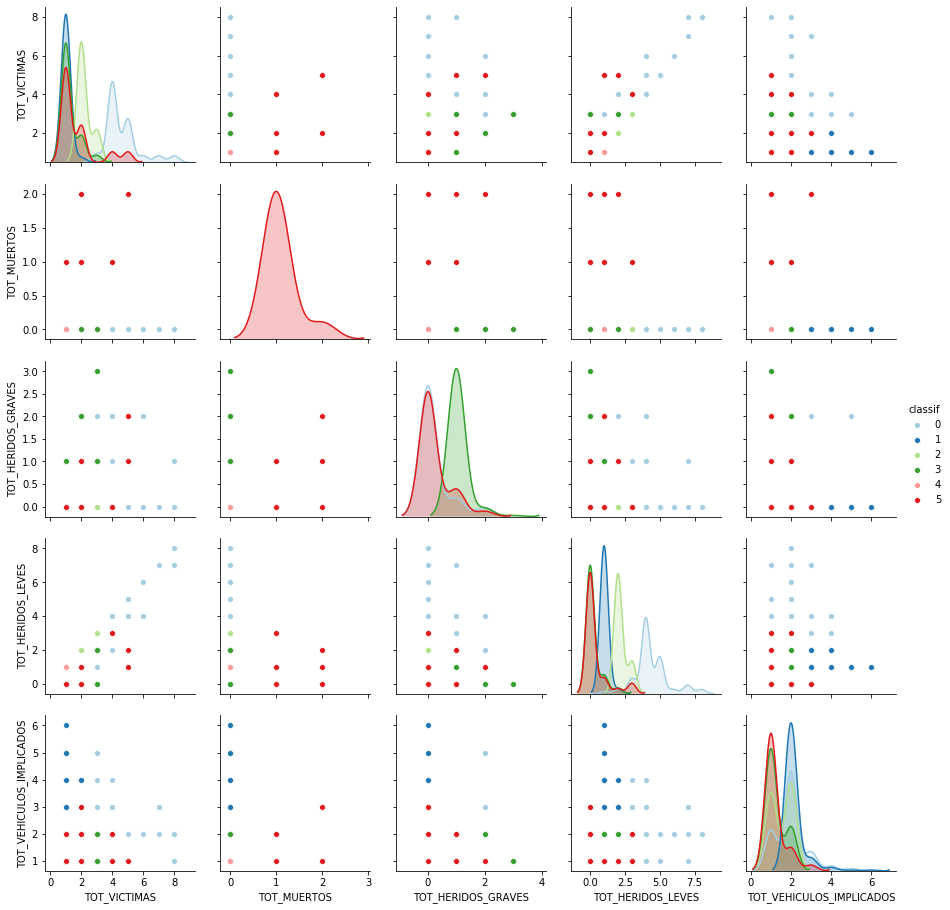 TOT_VICTIMAS
8
6
4
2
TOT_MUERTOS
2.0
1.5
1.0
0.5
0.0
TOT_HERIDOS_GRAVES
3.0
2.5
2.0
1.5
1.0
0.5
0.0
classif
0
1
2
3
4
5
TOT_HERIDOS_LEVES
8
6
4
2
0
TOT_VEHICULOS_IMPLICADOS
6
5
4
3
2
1
0 2 4 6 8
0 1 2 3
0 2 4
0.0 2.5 5.0 7.5
0 2 4 6
TOT_VICTIMAS
TOT_MUERTOS
TOT_HERIDOS_GRAVES
TOT_HERIDOS_LEVES
TOT_VEHICULOS_IMPLICADOS